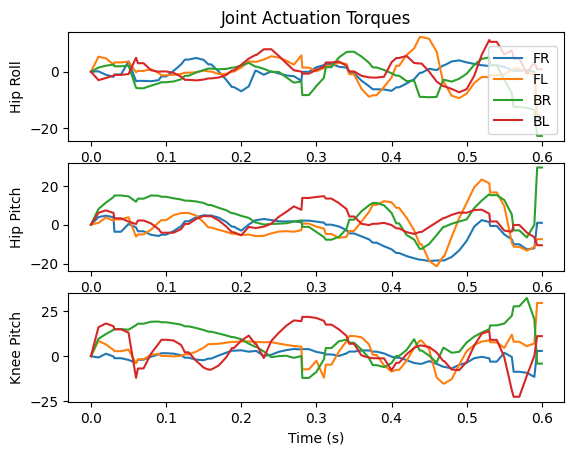 Joint Actuation Torques
Hip Roll
0
−20
FR
FL
BR
BL
0.0 0.1 0.2 0.3 0.4 0.5 0.6
Hip Pitch
20
0
−20
0.0 0.1 0.2 0.3 0.4 0.5 0.6
Knee Pitch
25
0
−25
0.0 0.1 0.2 0.3 0.4 0.5 0.6
Time (s)